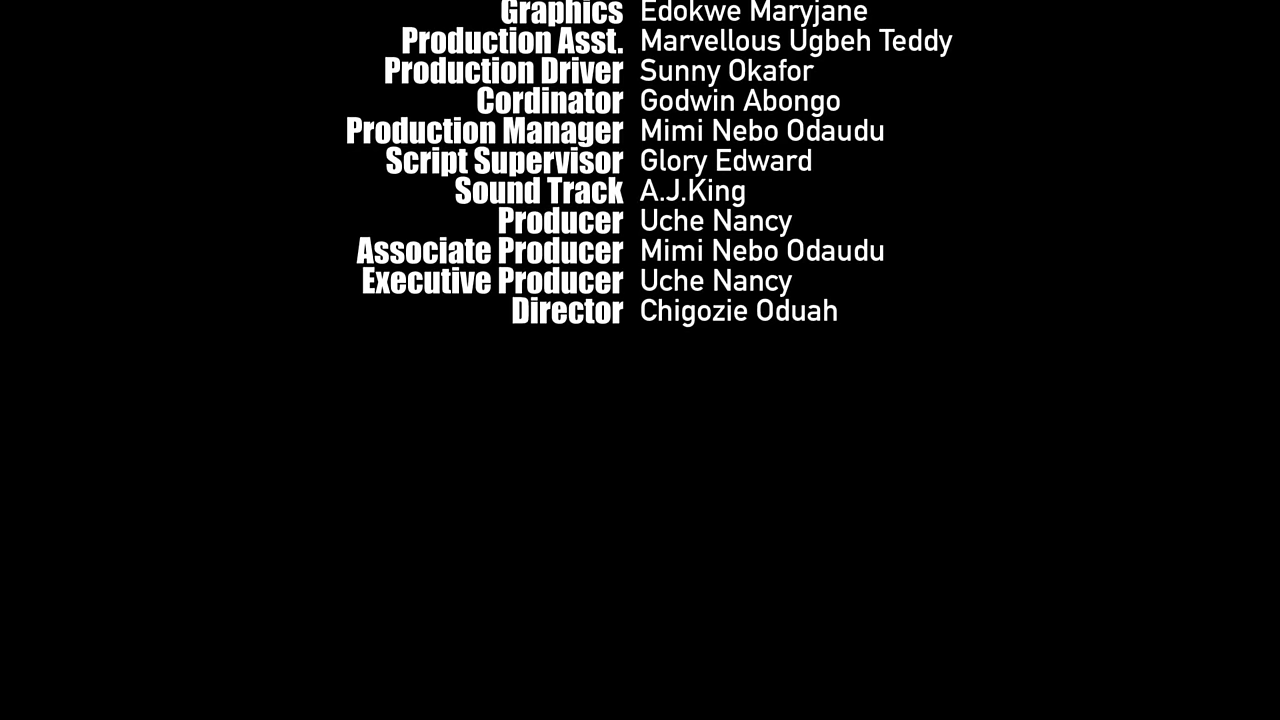 Graphics Edokwe Maryjane
Production Asst. Marvellous Ugbeh Teddy
Production Driver Sunny Okafor
Cordinator Godwin Abongo
Production Manager Mimi Nebo Odaudu
Script Supervisor Glory Edward
Sound Track A.J.King
Producer Uche Nancy
Associate Producer Mimi Nebo Odaudu
Executive Producer Uche Nancy
Director Chigozie Oduah